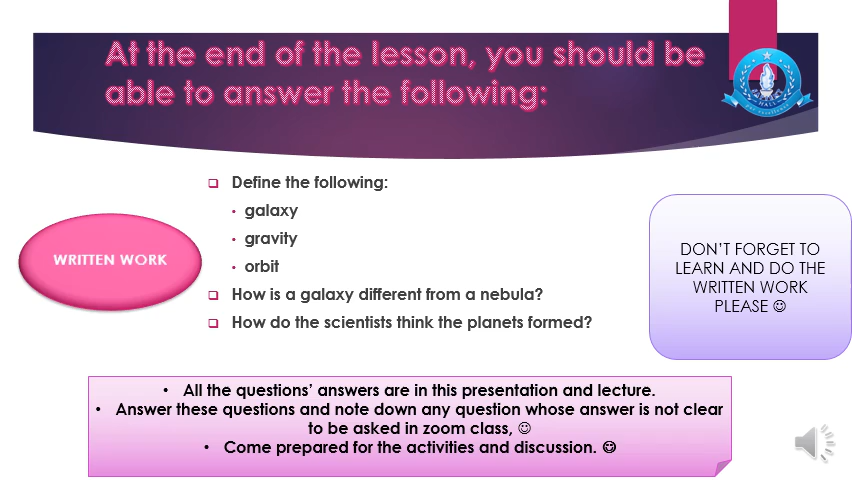 At the end of the lesson, you should be
able to answer the following:
Define the following:
• galaxy
• gravity
• orbit
How is a galaxy different from a nebula?
How do the scientists think the planets formed?
WRITTEN WORK
DON’T FORGET TO
LEARN AND DO THE
WRITTEN WORK
PLEASE ☺
• All the questions’ answers are in this presentation and lecture.
• Answer these questions and note down any question whose answer is not clear
to be asked in zoom class, ☺
• Come prepared for the activities and discussion. ☺